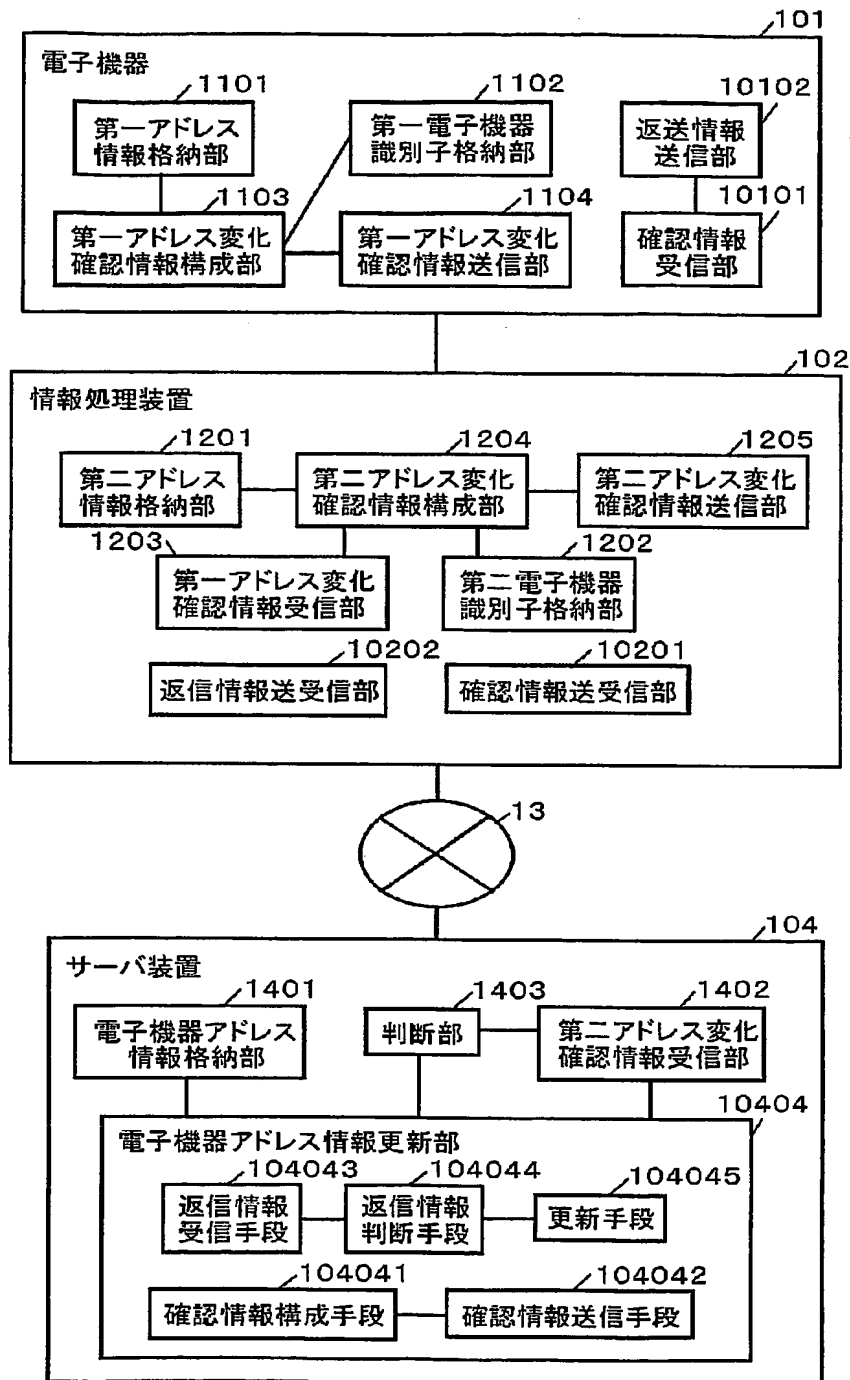 101
電子機器
1101
1102
10102
第一アドレス
情報格納部
第一電子機器
識別子格納部
返送情報
送信部
1103
1104
10101
第一アドレス変化
確認情報構成部
第一アドレス変化
確認情報送信部
確認情報
受信部
102
情報処理装置
1201
1204
1205
第二アドレス
情報格納部
第二アドレス変化
確認情報構成部
第二アドレス変化
確認情報送信部
1203
1202
第一アドレス変化
確認情報受信部
第二電子機器
識別子格納部
10202
10201
返信情報送受信部
確認情報送受信部
13
104
サーバ装置
1401
1403
1402
電子機器アドレス
情報格納部
判断部
第二アドレス変化
確認情報受信部
10404
電子機器アドレス情報更新部
104043
104044
104045
返信情報
受信手段
返信情報
判断手段
更新手段
104041
104042
確認情報構成手段
確認情報送信手段